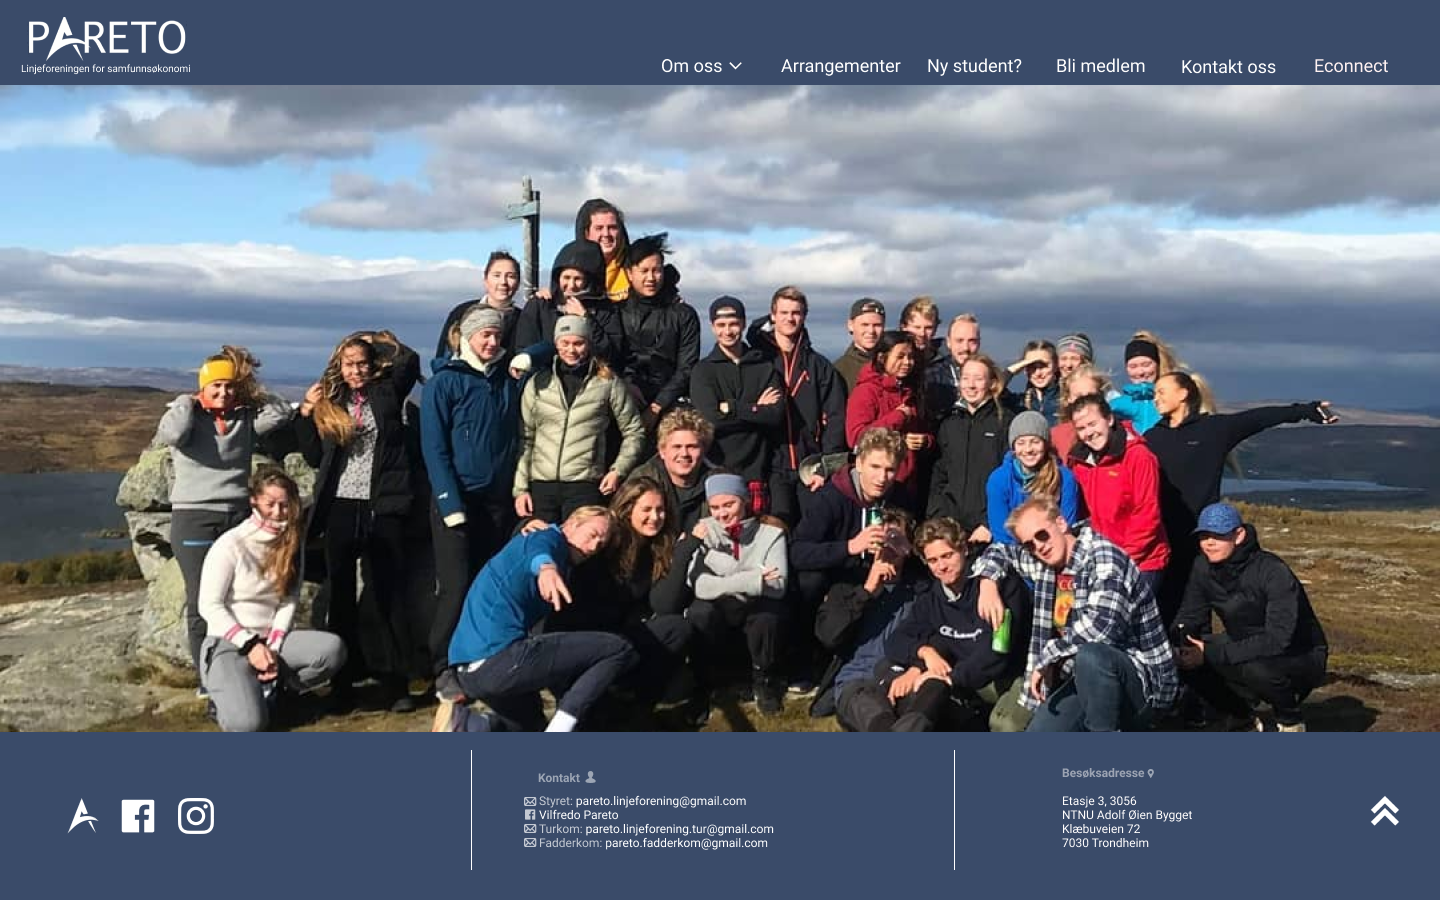 PARETO
Linjeforeningen for samfunnsøkonomi
Om oss
Arrangementer
Ny student?
Bli medlem
Kontakt oss
Econnect
Kontakt
Styret: pareto.linjeforening@gmail.com
Vilfredo Pareto
Turkom: pareto.linjeforening.tur@gmail.com
Fadderkom: pareto.fadderkom@gmail.com
Besøksadresse
Etasje 3, 3056
NTNU Adolf Øien Bygget
Klæbuveien 72
7030 Trondheim